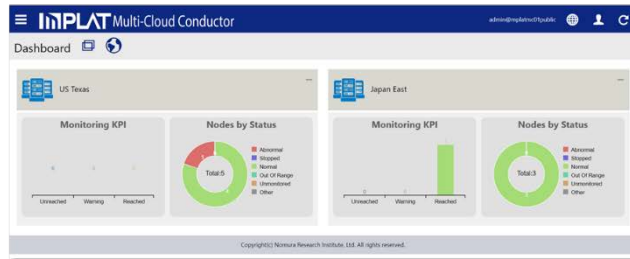 IMPLAT Multi-Cloud Conductor
admin@mplatmc01public
Dashboard
US Texas
Japan East
Monitoring KPI
Nodes by Status
Monitoring KPI
Nodes by Status
Abnormal
Stopped
Normal
Out Of Range
Unmonitored
Other
Total:5
Abnormal
Stopped
Normal
Out Of Range
Unmonitored
Other
Total:3
Unreached
Warning
Reached
Unreached
Warning
Reached
Copyright(c) Nomura Research Institute, Ltd. All rights reserved.